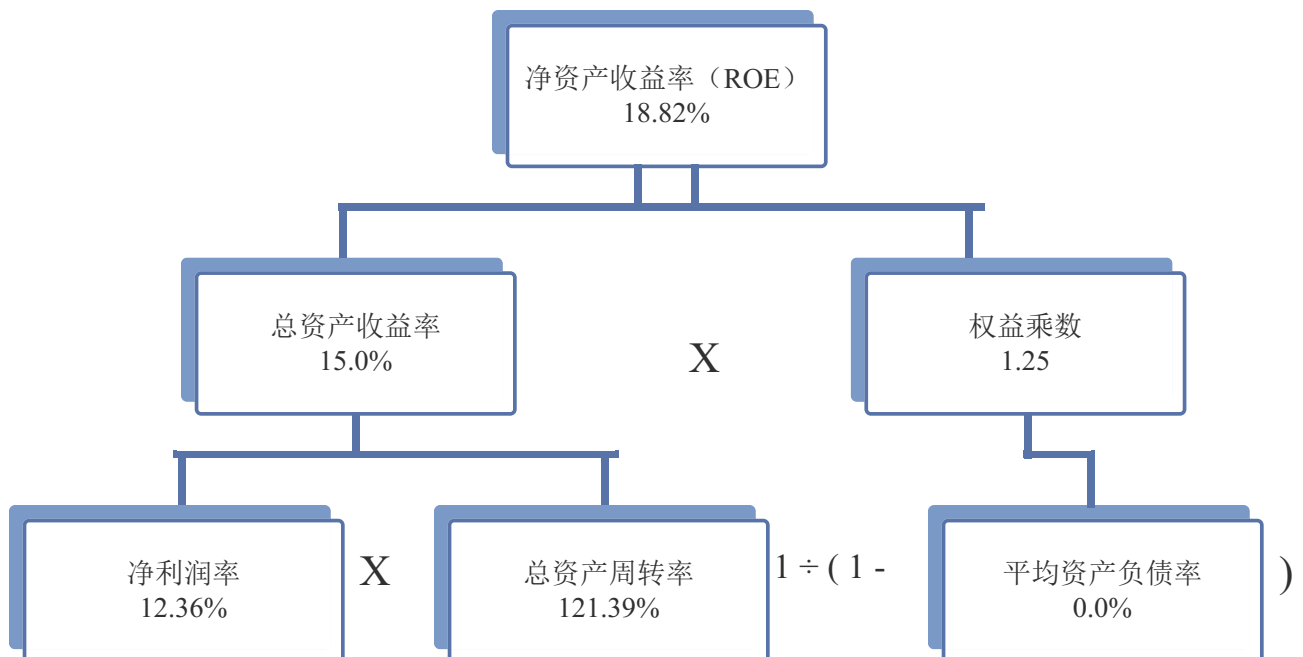 净资产收益率（ROE）
18.82%
总资产收益率
15.0%
X
权益乘数
1.25
净利润率
12.36%
X
总资产周转率
121.39%
1 ÷ ( 1 -
平均资产负债率
0.0%
)